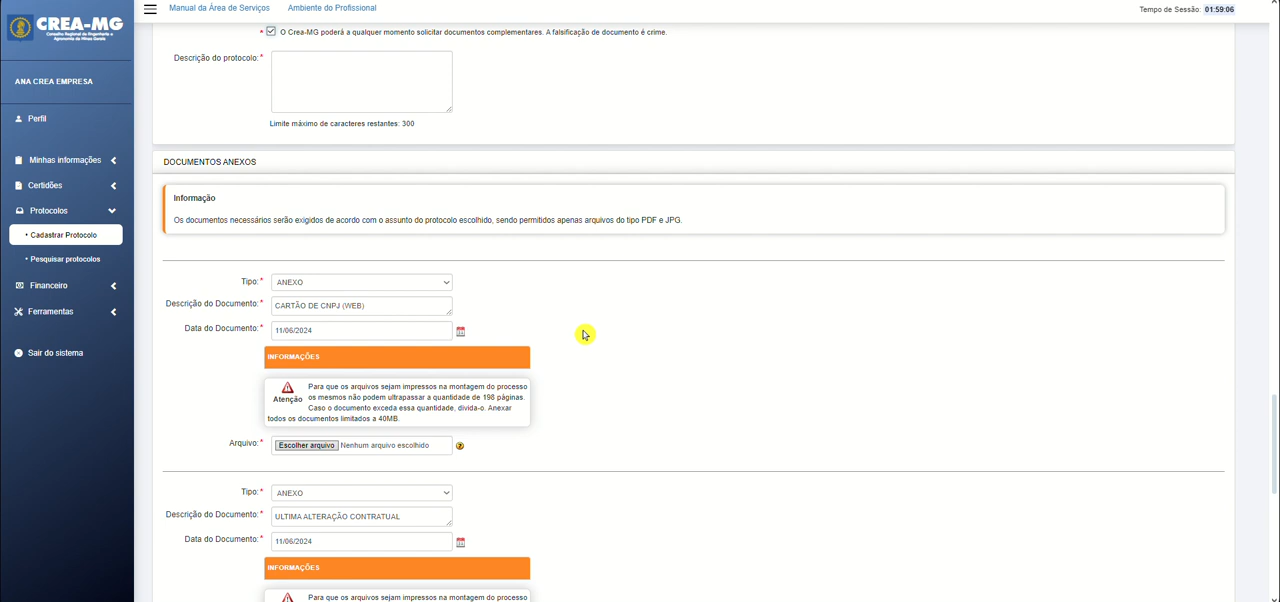 CREA-MG
Conselho Regional de Engenharia e
Agronomia de Minas Gerais
ANA CREA EMPRESA
Perfil
Minhas informações
Certidões
Protocolos
• Cadastrar Protocolo
• Pesquisar protocolos
Financeiro
Ferramentas
Sair do sistema
Manual da Área de Serviços Ambiente do Profissional
Tempo de Sessão: 01:59:06
* O Crea-MG poderá a qualquer momento solicitar documentos complementares. A falsificação de documento é crime.
Descrição do protocolo:*
Limite máximo de caracteres restantes: 300
DOCUMENTOS ANEXOS
Informação
Os documentos necessários serão exigidos de acordo com o assunto do protocolo escolhido, sendo permitidos apenas arquivos do tipo PDF e JPG.
Tipo:* ANEXO
Descrição do Documento:* CARTÃO DE CNPJ (WEB)
Data do Documento:* 11/06/2024
INFORMAÇÕES
Atenção
Para que os arquivos sejam impressos na montagem do processo
os mesmos não podem ultrapassar a quantidade de 198 páginas.
Caso o documento exceda essa quantidade, divida-o. Anexar
todos os documentos limitados a 40MB.
Arquivo:* Escolher arquivo Nenhum arquivo escolhido
Tipo:* ANEXO
Descrição do Documento:* ULTIMA ALTERAÇÃO CONTRATUAL
Data do Documento:* 11/06/2024
INFORMAÇÕES
Para que os arquivos sejam impressos na montagem do processo